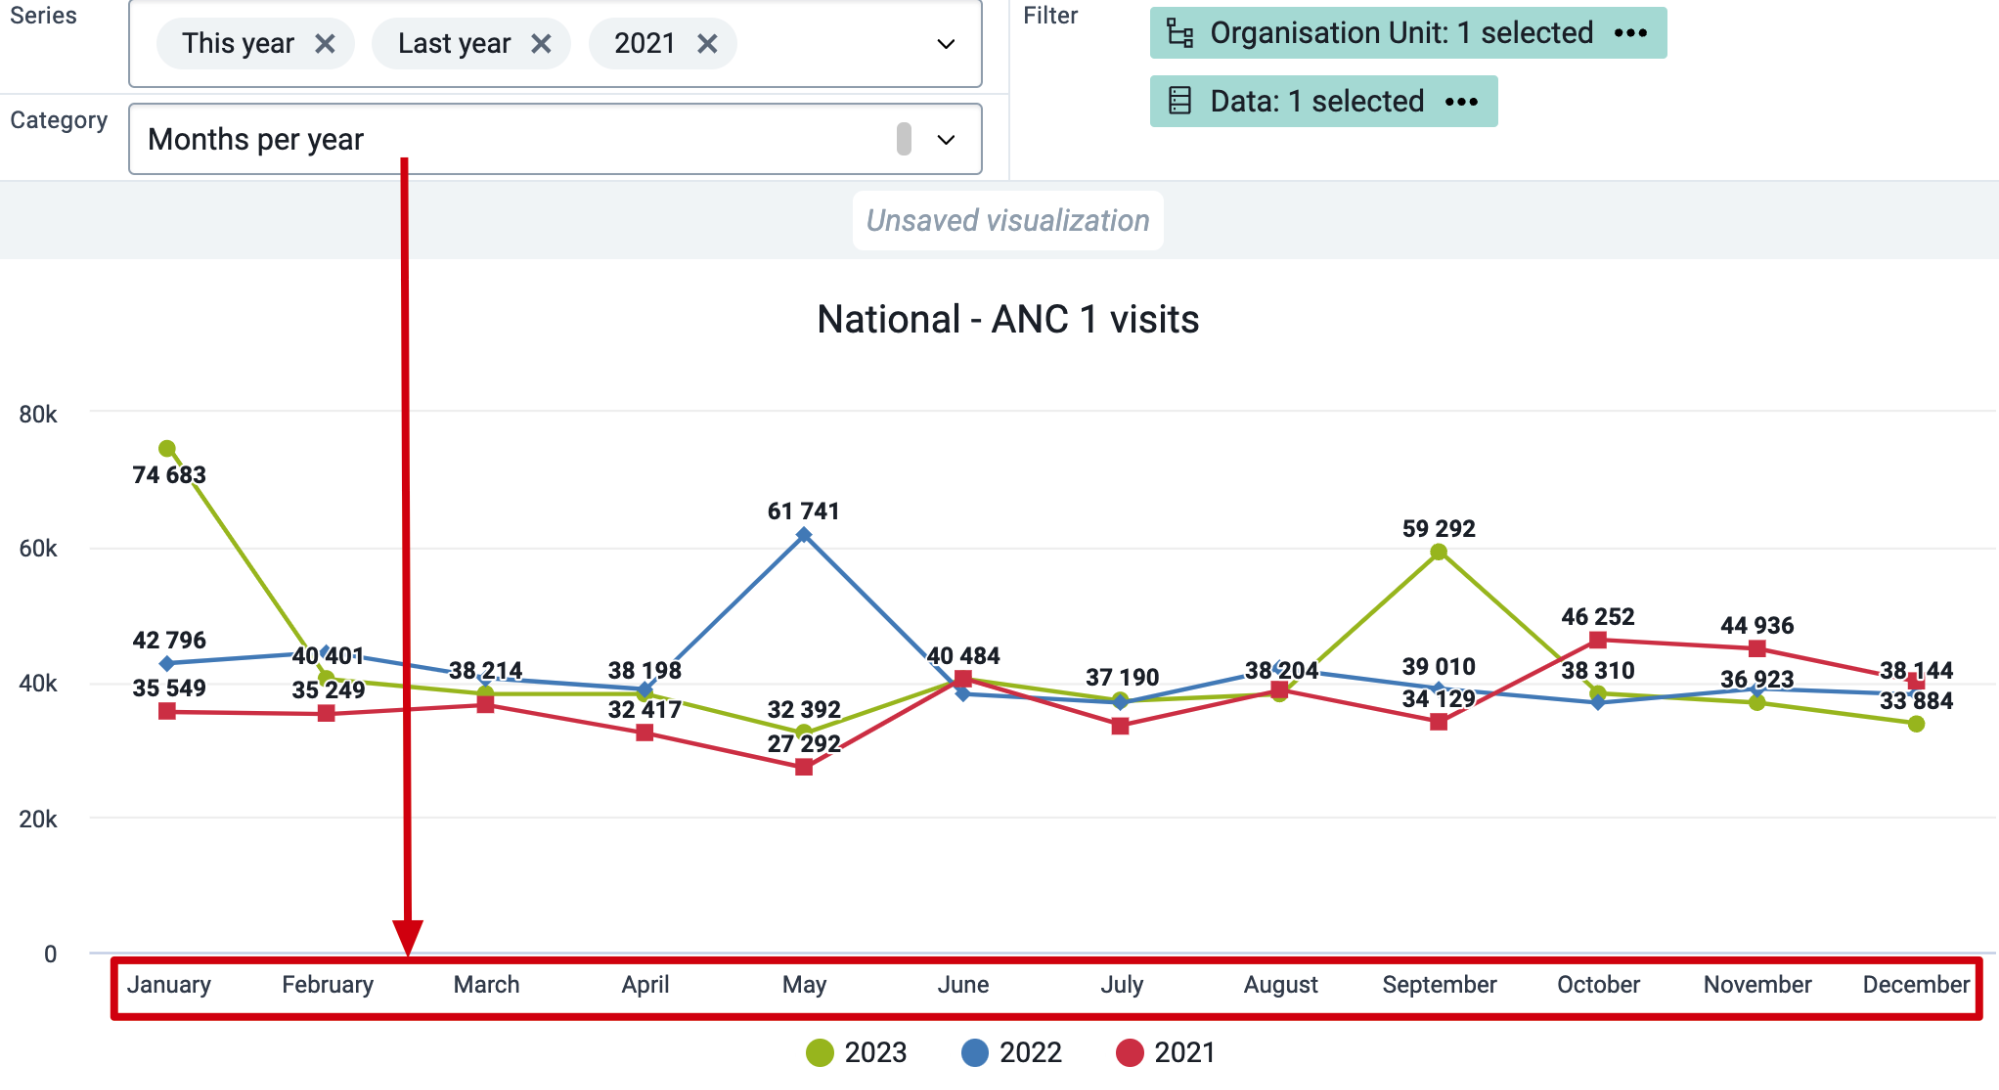 Series
This year
Last year
2021
Category
Months per year
Filter
Organisation Unit: 1 selected
Data: 1 selected
Unsaved visualization
National - ANC 1 visits
80k
60k
40k
20k
0
74 683
42 796
35 549
40 401
35 249
38 214
38 198
32 417
61 741
32 392
27 292
40 484
37 190
38 204
59 292
39 010
34 129
46 252
38 310
44 936
36 923
38 144
33 884
January February March April May June July August September October November December
2023 2022 2021